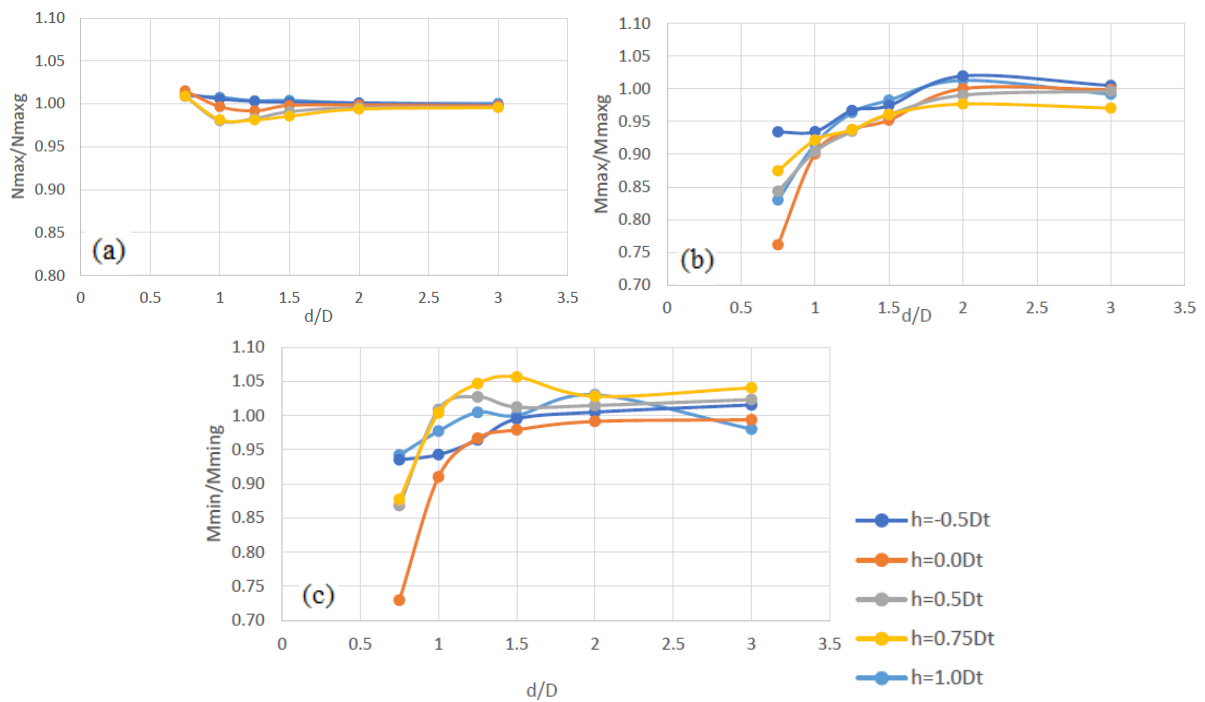 1.10
1.05
1.00
0.95
0.90
0.85
0.80
Nmax/Nmaxg
(a)
0 0.5 1 1.5 2 2.5 3 3.5
d/D
1.10
1.05
1.00
0.95
0.90
0.85
0.80
0.75
0.70
Mmax/Mmaxg
(b)
0 0.5 1 1.5 2 2.5 3 3.5
d/D
1.10
1.05
1.00
0.95
0.90
0.85
0.80
0.75
0.70
Mmin/Mming
(c)
0 0.5 1 1.5 2 2.5 3 3.5
d/D
h=-0.5Dt
h=0.0Dt
h=0.5Dt
h=0.75Dt
h=1.0Dt